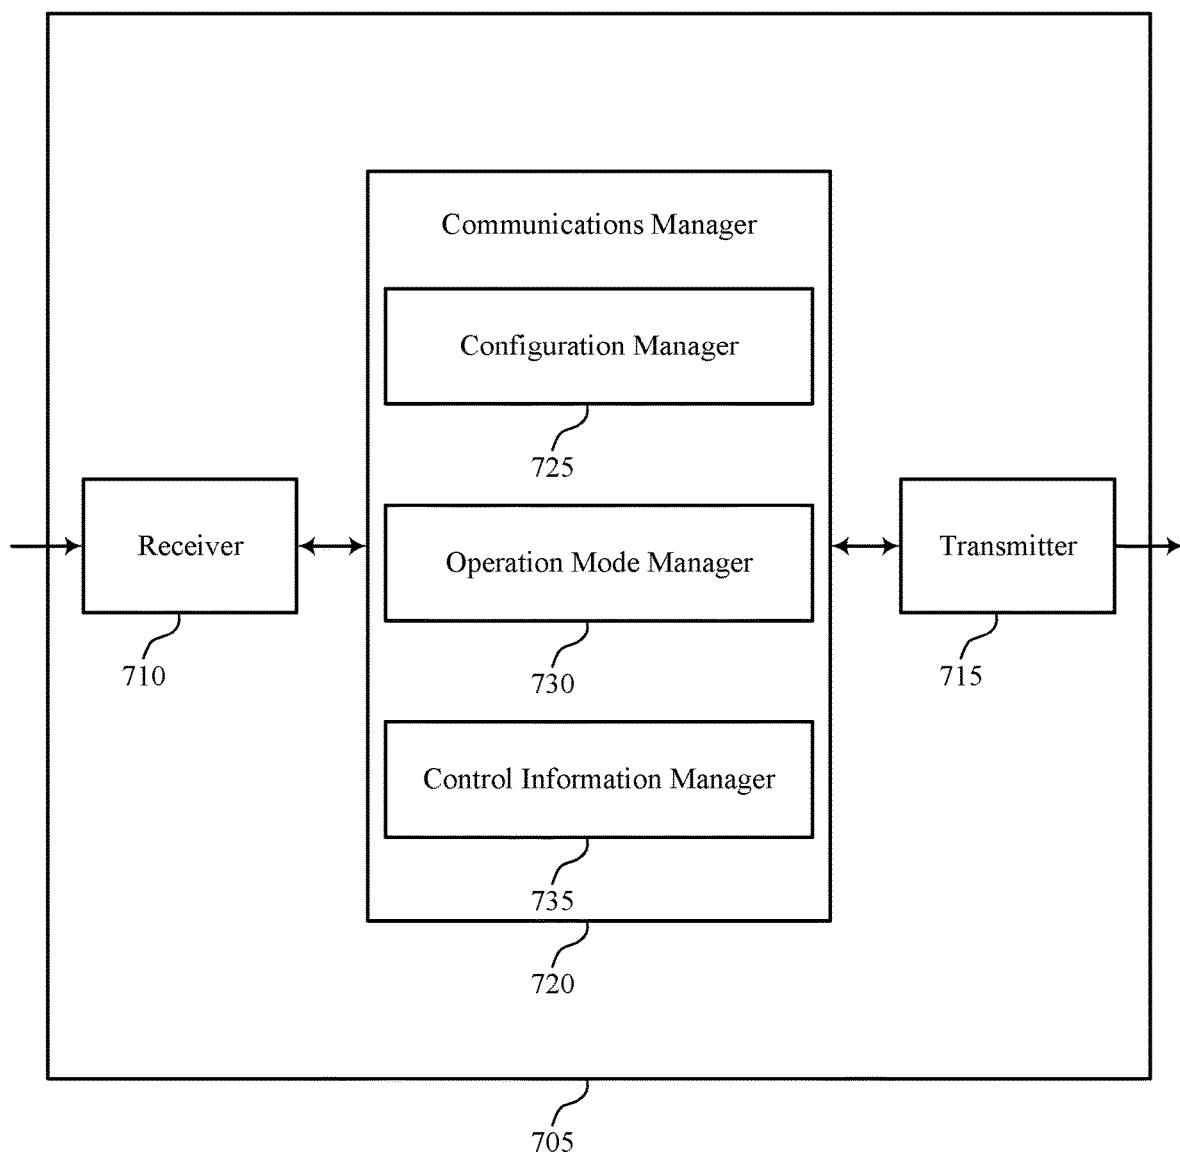 Communications Manager
Configuration Manager
725
Receiver
Operation Mode Manager
Transmitter
710
730
715
Control Information Manager
735
720
705